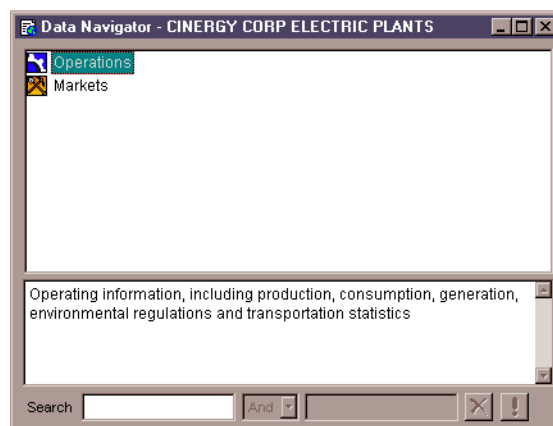 Data Navigator - CINERGY CORP ELECTRIC PLANTS
Operations
Markets
Operating information, including production, consumption, generation,
environmental regulations and transportation statistics
Search And